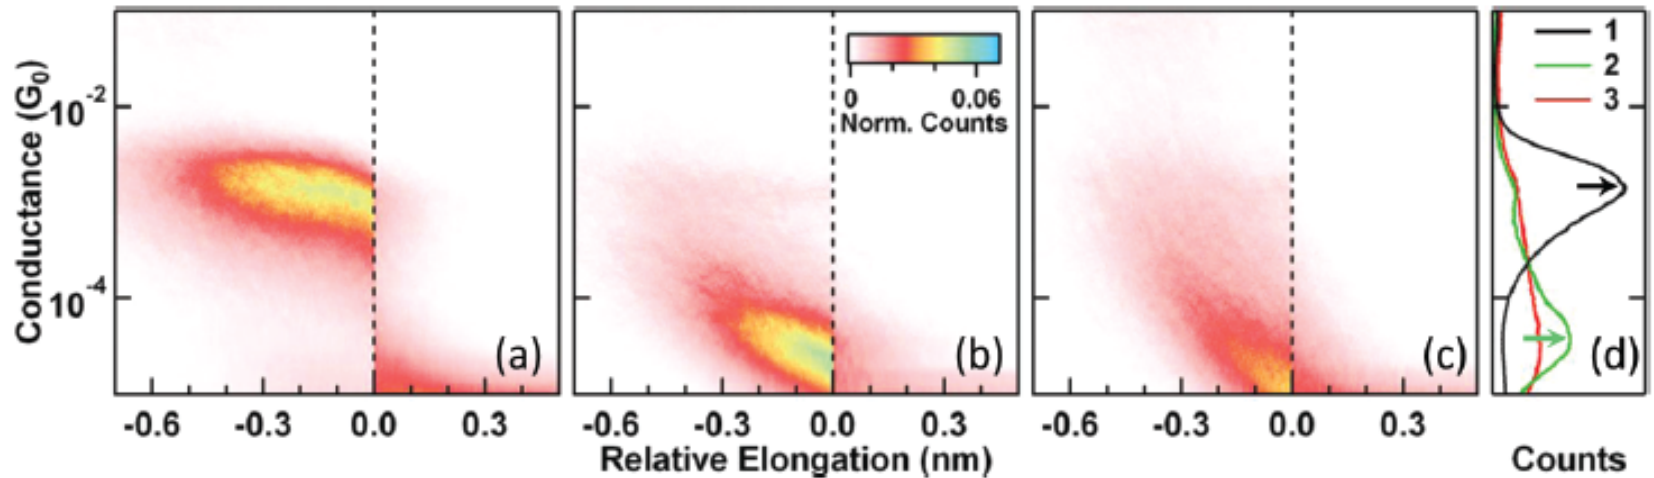 Conductance (G0)
10-2
10-4
(a)
-0.6 -0.3 0.0 0.3
0 0.06
Norm. Counts
(b)
-0.6 -0.3 0.0 0.3
(c)
-0.6 -0.3 0.0 0.3
Relative Elongation (nm)
1
2
3
(d)
Counts